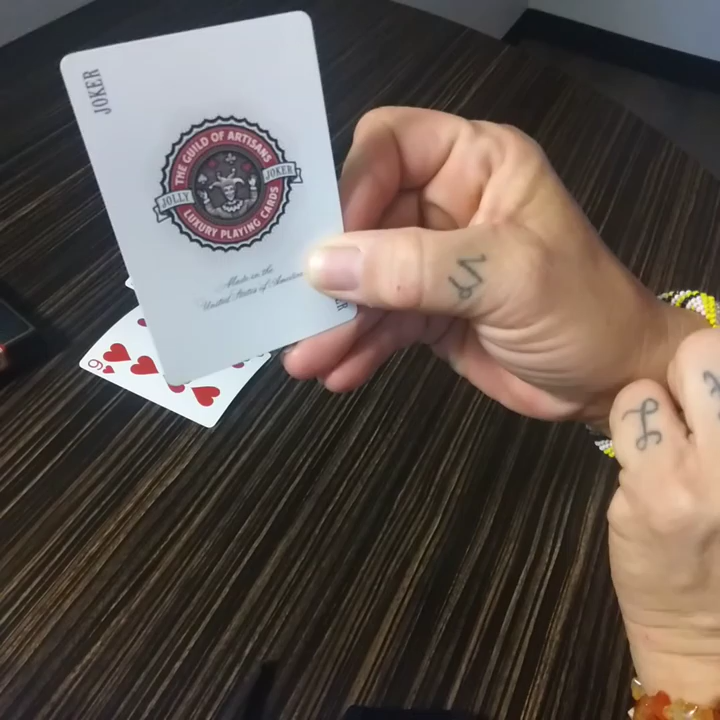 JOKER
THE GUILD OF ARTISANS
JOLLY JOKER
LUXURY PLAYING CARDS
Made in the
United States of America
9